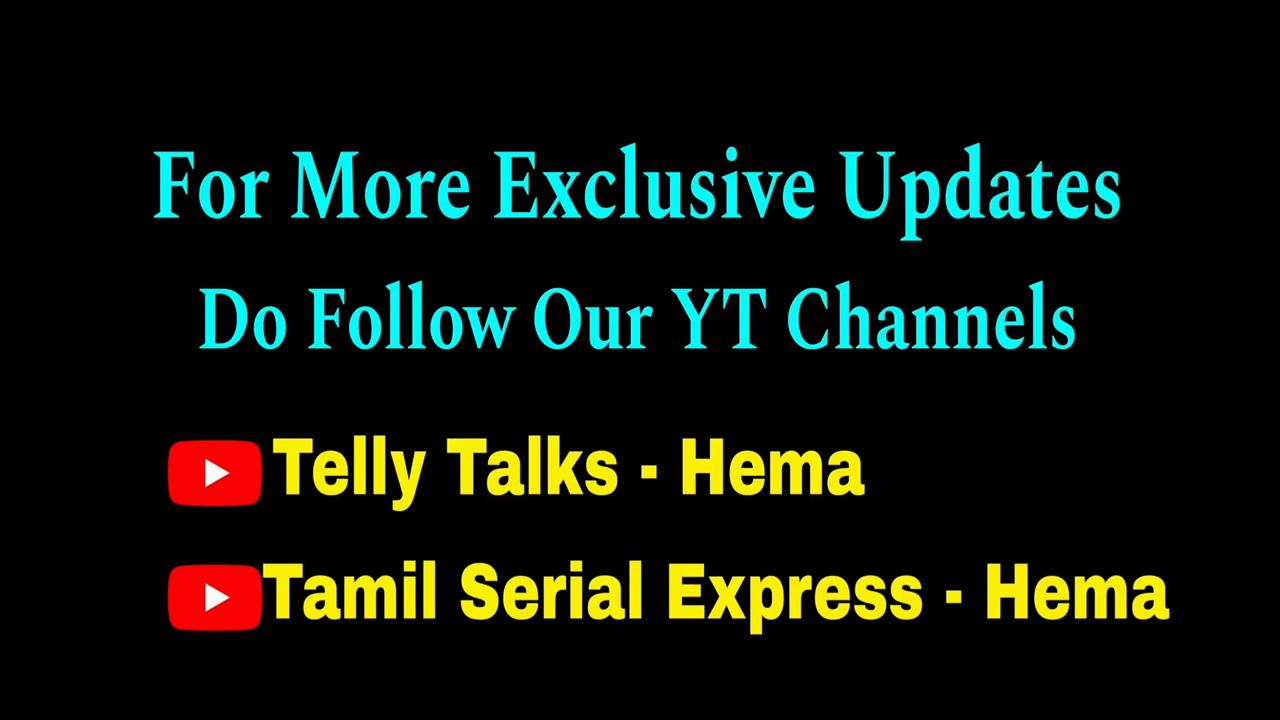 For More Exclusive Updates
Do Follow Our YT Channels
Telly Talks - Hema
Tamil Serial Express - Hema